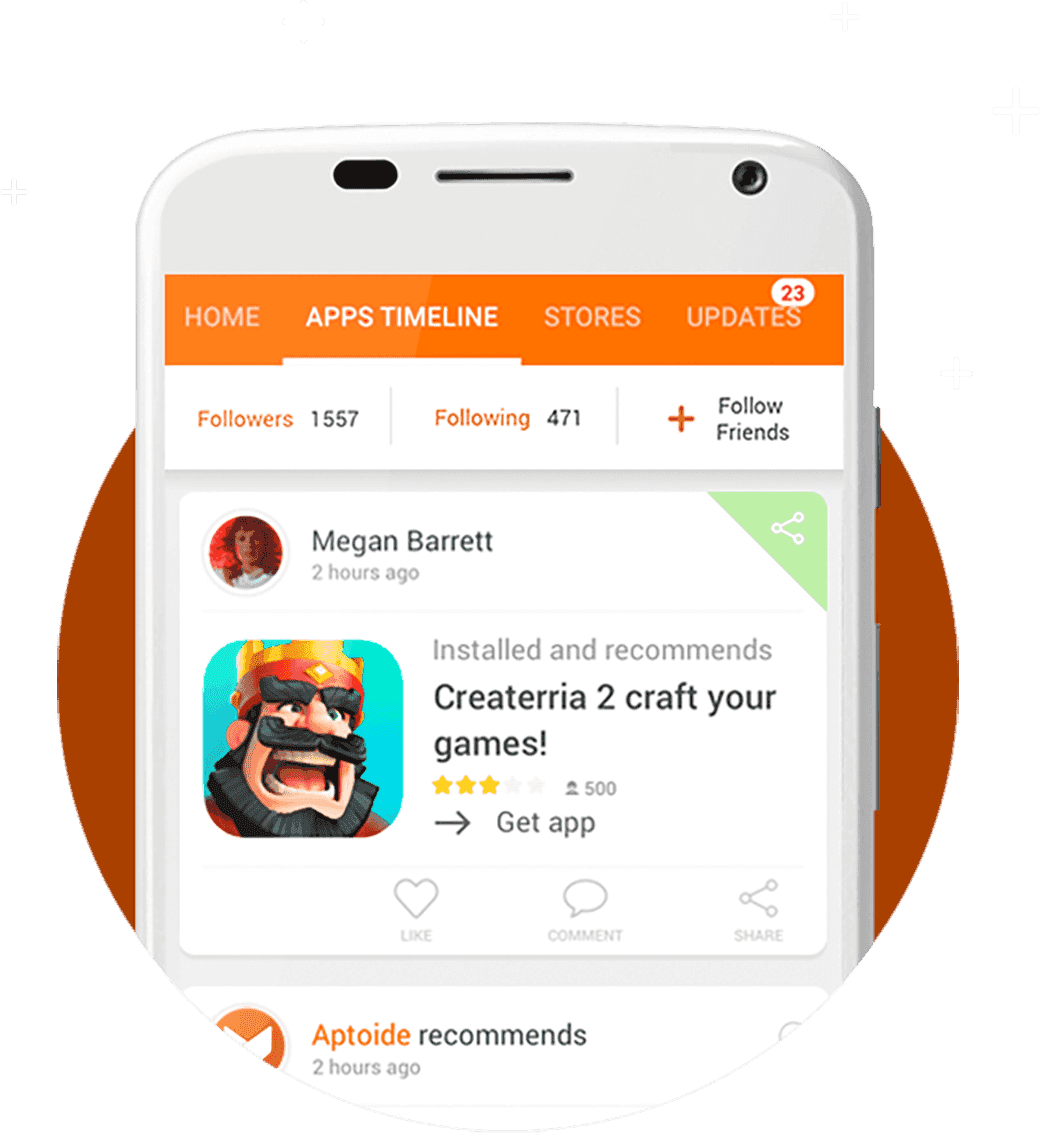 HOME APPS TIMELINE STORES UPDATES 23
Followers 1557 Following 471 Follow
Friends
Megan Barrett
2 hours ago
Installed and recommends
Createrria 2 craft your
games!
500
Get app
LIKE COMMENT SHARE
Aptoide recommends
2 hours ago